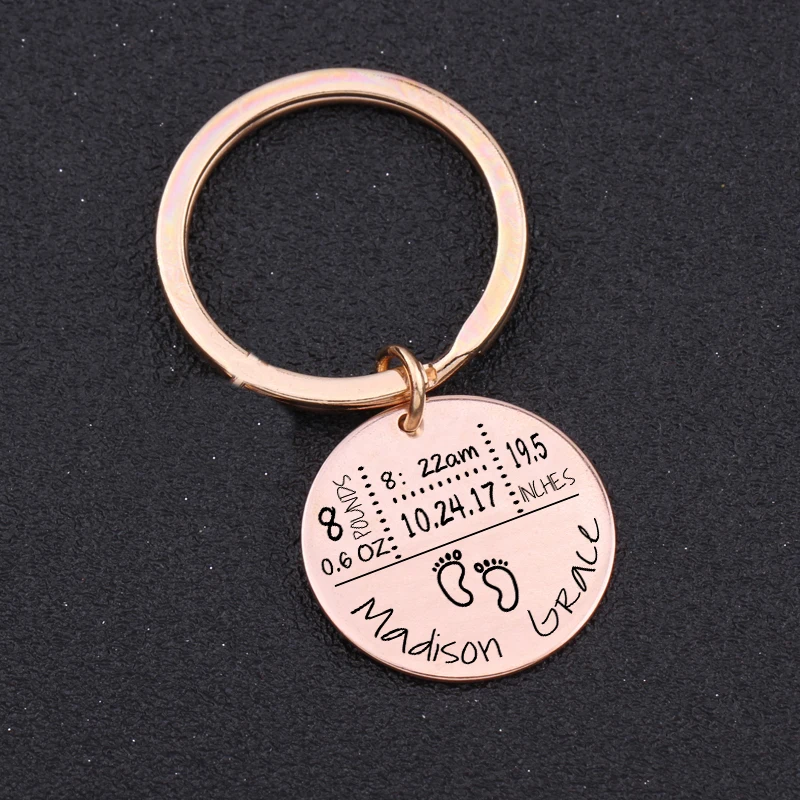 8 POUNDS
0.6 OZ
8: 22am
10.24.17
19.5
INCHES
Madison Grace